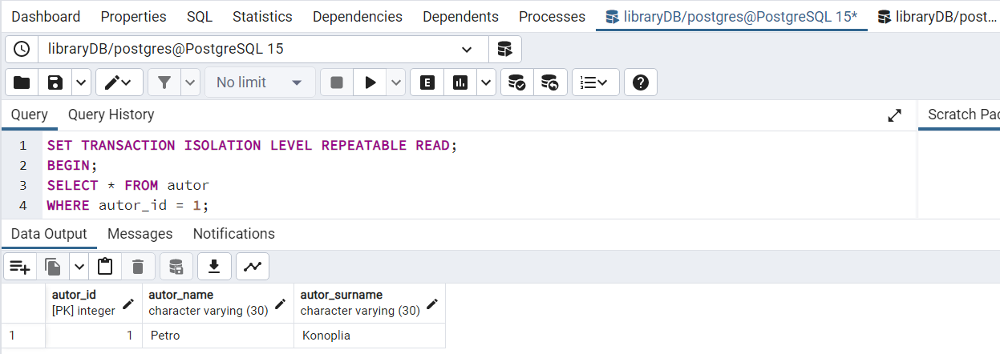 Dashboard Properties SQL Statistics Dependencies Dependents Processes libraryDB/postgres@PostgreSQL 15* libraryDB/post...
libraryDB/postgres@PostgreSQL 15
No limit
E
Query Query History Scratch Pad
1 SET TRANSACTION ISOLATION LEVEL REPEATABLE READ;
2 BEGIN;
3 SELECT * FROM autor
4 WHERE autor_id = 1;
Data Output Messages Notifications
autor_id autor_name autor_surname
[PK] integer character varying (30) character varying (30)
1 1 Petro Konoplia